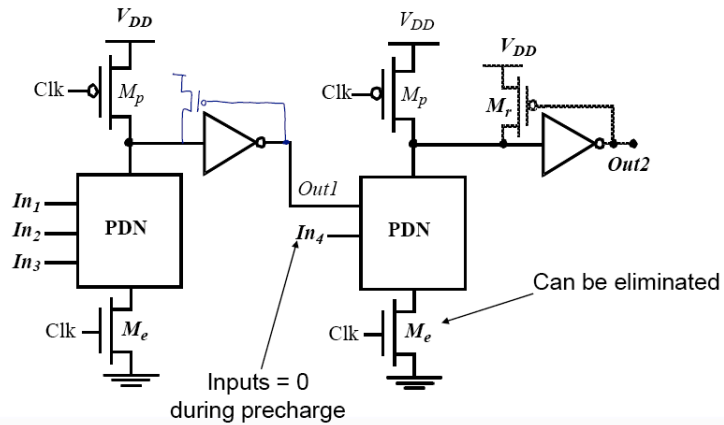 VDD
VDD
VDD
Clk
Mp
Clk
Mp
Mr
Out1
Out2
In1
In2
In3
PDN
In4
PDN
Can be eliminated
Clk
Me
Clk
Me
Inputs = 0
during precharge